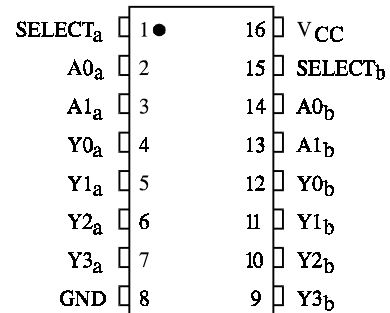 SELECTa 1 16 VCC
A0a 2 15 SELECTb
A1a 3 14 A0b
Y0a 4 13 A1b
Y1a 5 12 Y0b
Y2a 6 11 Y1b
Y3a 7 10 Y2b
GND 8 9 Y3b